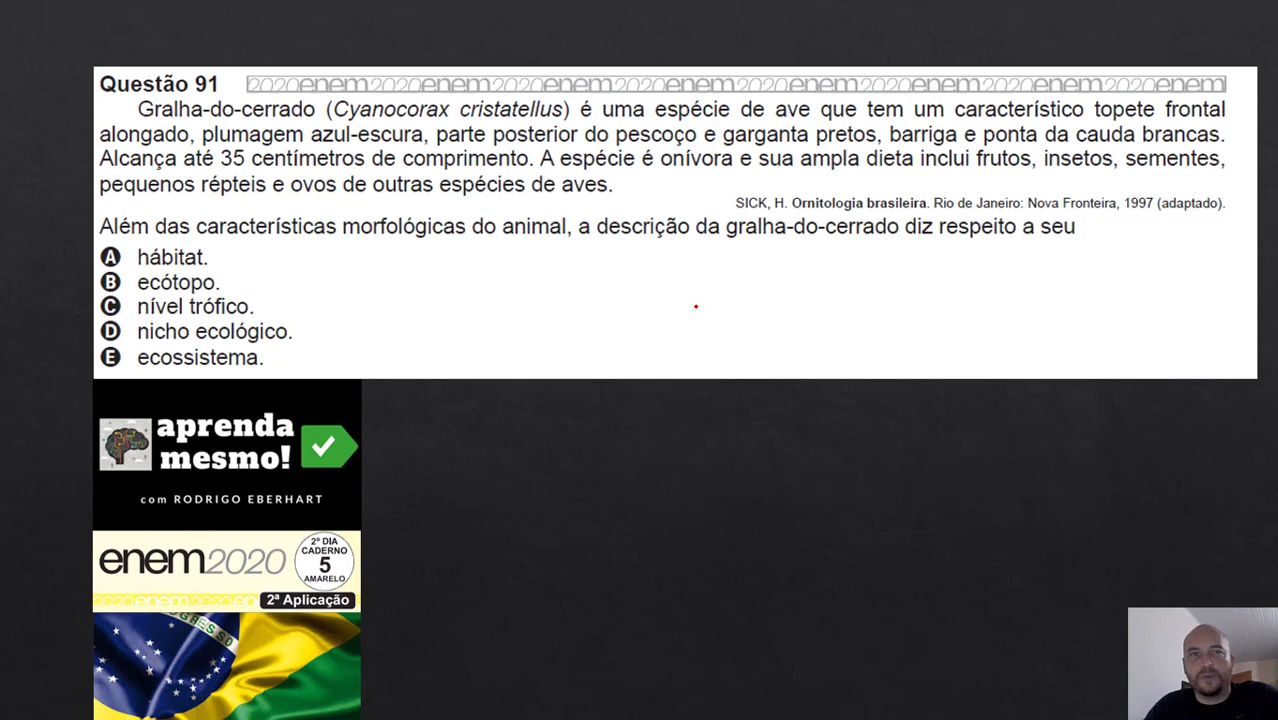 Questão 91 2020enem2020enem2020enem2020enem2020enem2020enem2020enem2020enem
Gralha-do-cerrado (Cyanocorax cristatellus) é uma espécie de ave que tem um característico topete frontal
alongado, plumagem azul-escura, parte posterior do pescoço e garganta pretos, barriga e ponta da cauda brancas.
Alcança até 35 centímetros de comprimento. A espécie é onívora e sua ampla dieta inclui frutos, insetos, sementes,
pequenos répteis e ovos de outras espécies de aves.
SICK, H. Ornitologia brasileira. Rio de Janeiro: Nova Fronteira, 1997 (adaptado).
Além das características morfológicas do animal, a descrição da gralha-do-cerrado diz respeito a seu
A hábitat.
B ecótopo.
C nível trófico.
D nicho ecológico.
E ecossistema.
aprenda
mesmo!
com RODRIGO EBERHART
enem2020
2º DIA
CADERNO
5
AMARELO
2ª Aplicação
OGRESSO